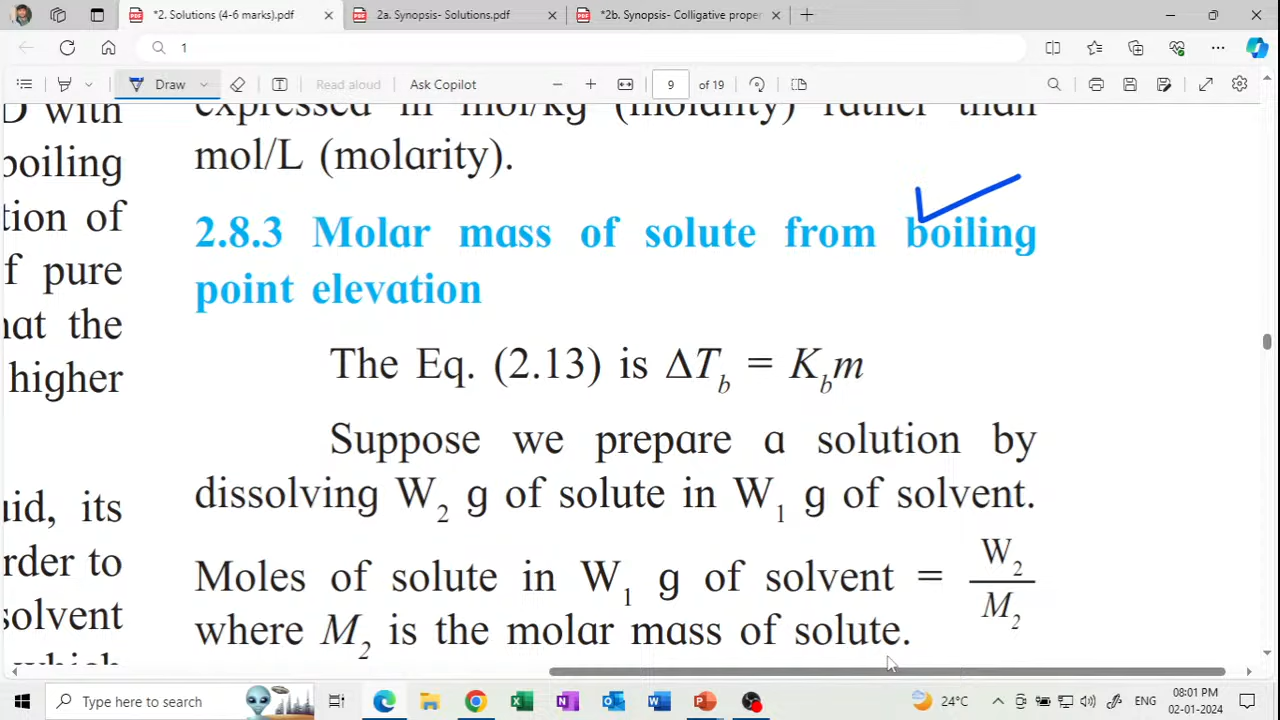 *2. Solutions (4-6 marks).pdf
2a. Synopsis- Solutions.pdf
*2b. Synopsis- Colligative proper
1
Draw
Read aloud
Ask Copilot
9 of 19
D with
boiling
tion of
f pure
hat the
higher
uid, its
rder to
solvent
which
expressed in mol/kg (molality) rather than
mol/L (molarity).
2.8.3 Molar mass of solute from boiling
point elevation
The Eq. (2.13) is ΔT_b = K_b m
Suppose we prepare a solution by
dissolving W₂ g of solute in W₁ g of solvent.
Moles of solute in W₁ g of solvent = W₂/M₂
where M₂ is the molar mass of solute.
Type here to search
24°C
ENG
08:01 PM
02-01-2024